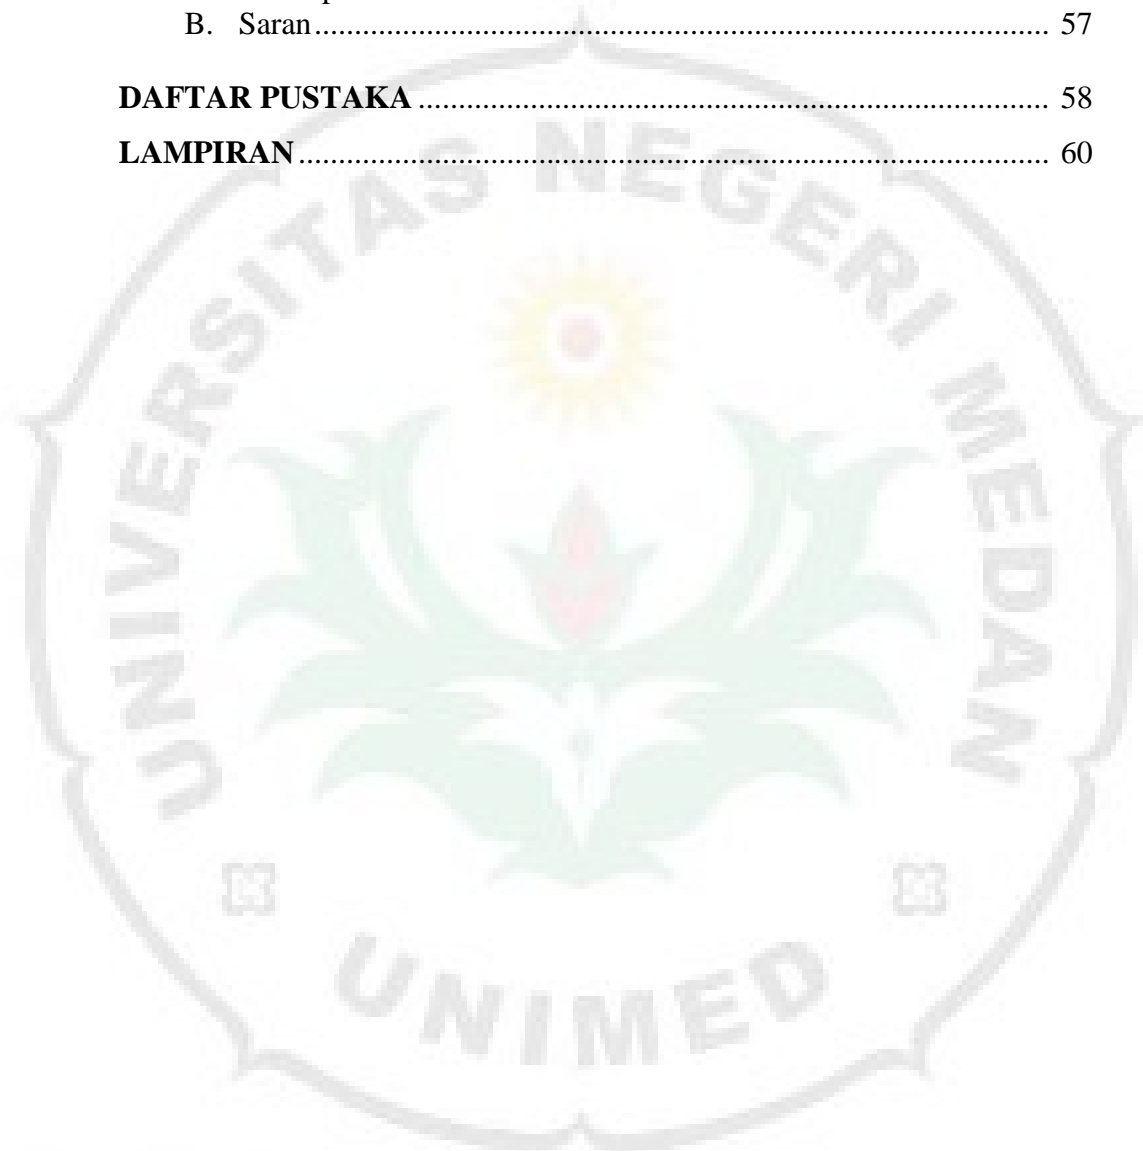 B. Saran........................................................................................... 57
DAFTAR PUSTAKA .............................................................................. 58
LAMPIRAN............................................................................................. 60
UNIVERSITAS NEGERI MEDAN
UNIMED